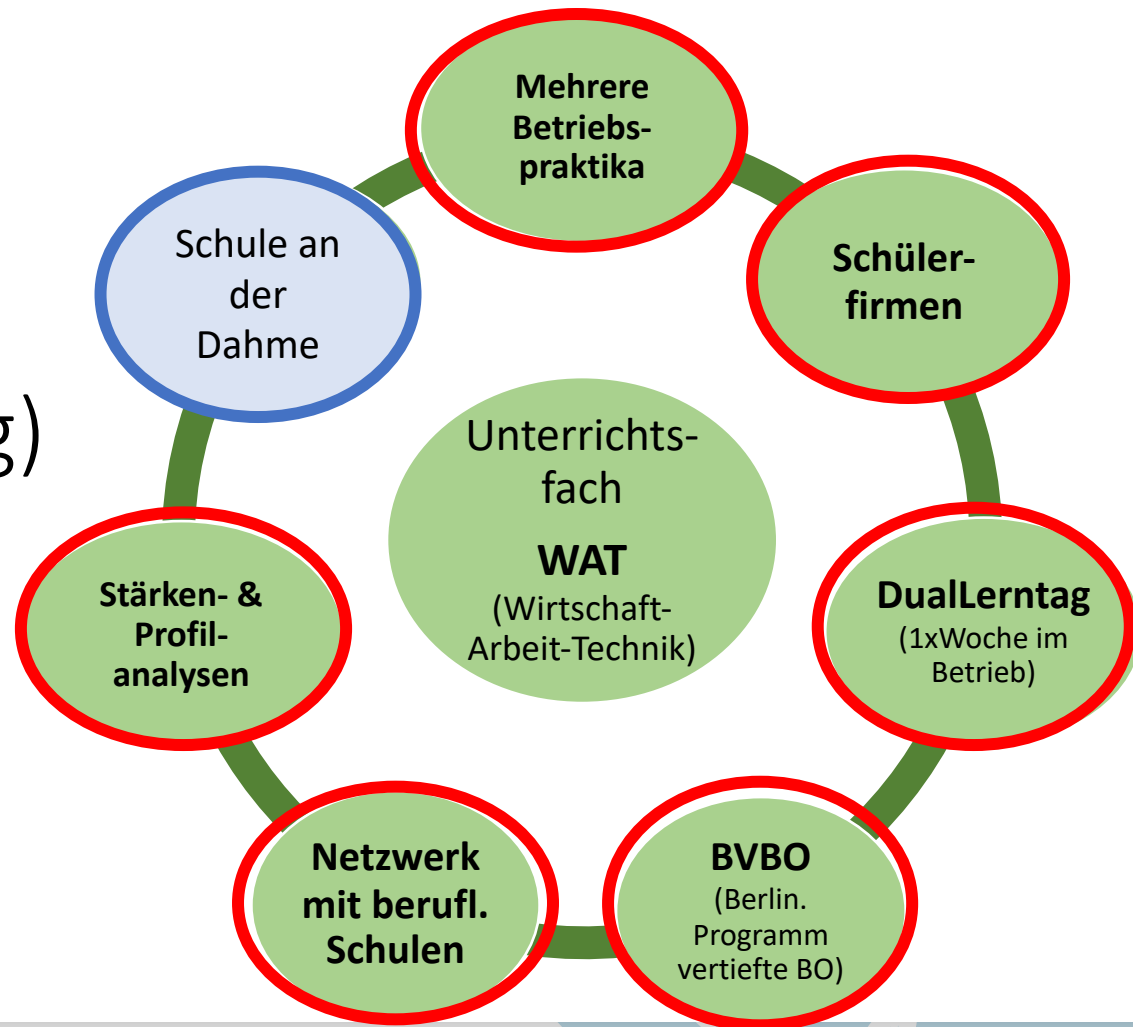 Mehrere
Betriebs-
praktika
Schüler-
firmen
Schule an
der
Dahme
g)
Unterrichts-
fach
WAT
(Wirtschaft-
Arbeit-Technik)
DualLerntag
(1xWoche im
Betrieb)
Stärken- &
Profil-
analysen
Netzwerk
mit berufl.
Schulen
BVBO
(Berlin.
Programm
vertiefte BO)